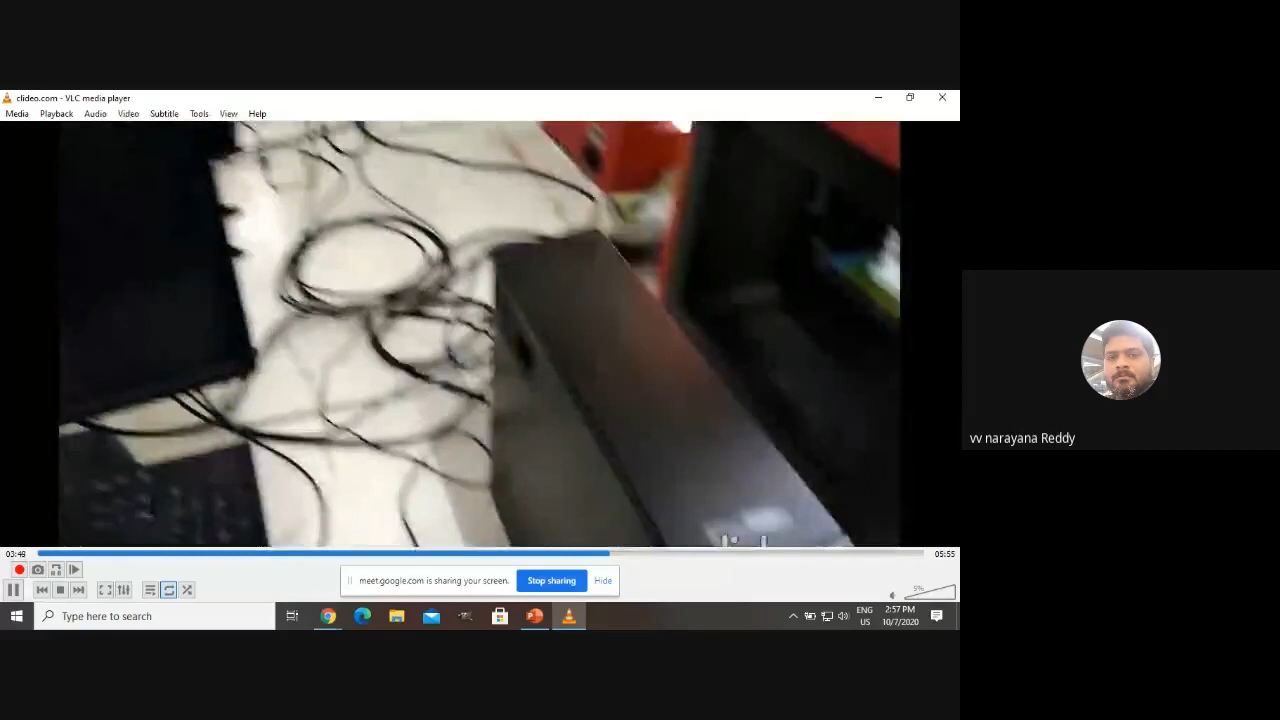 clideo.com - VLC media player
Media Playback Audio Video Subtitle Tools View Help
vv narayana Reddy
03:48 05:55
meet.google.com is sharing your screen. Stop sharing Hide
5%
Type here to search
ENG 2:57 PM
US 10/7/2020